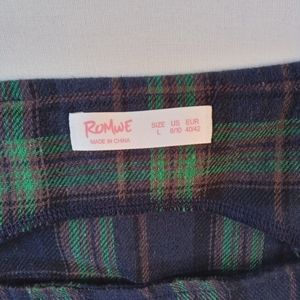 ROMWE
MADE IN CHINA
SIZE US EUR
L 8/10 40/42